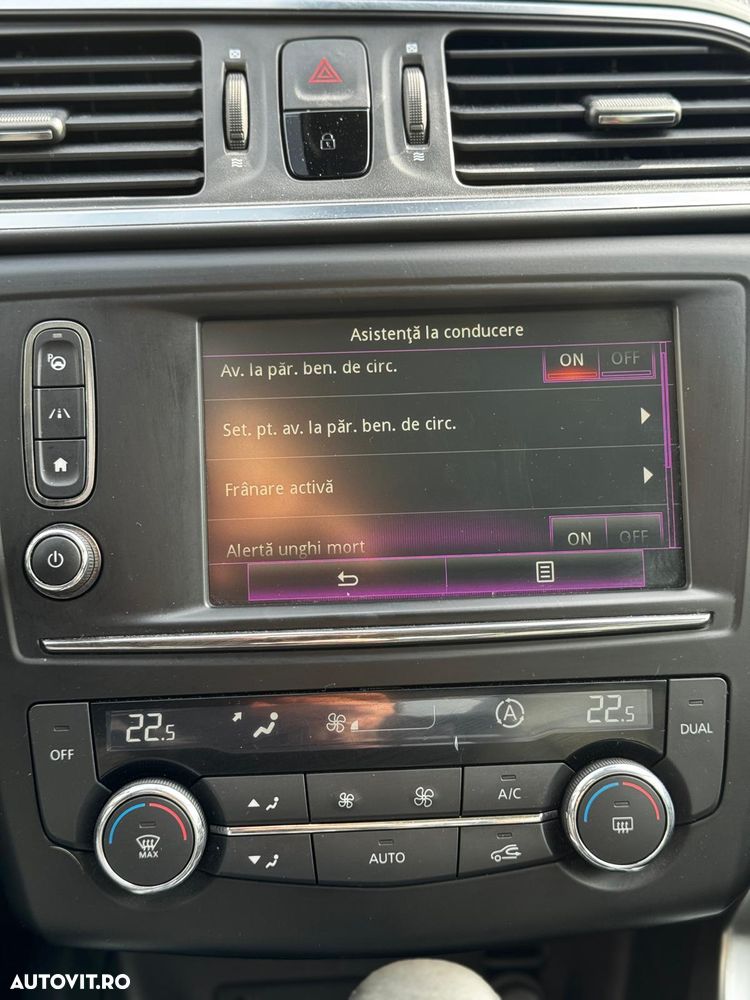 Asistență la conducere
Av. la păr. ben. de circ. ON OFF
Set. pt. av. la păr. ben. de circ.
Frânare activă
Alertă unghi mort ON OFF
22.5 A 22.5
OFF DUAL
A/C
MAX AUTO
AUTOVIT.RO